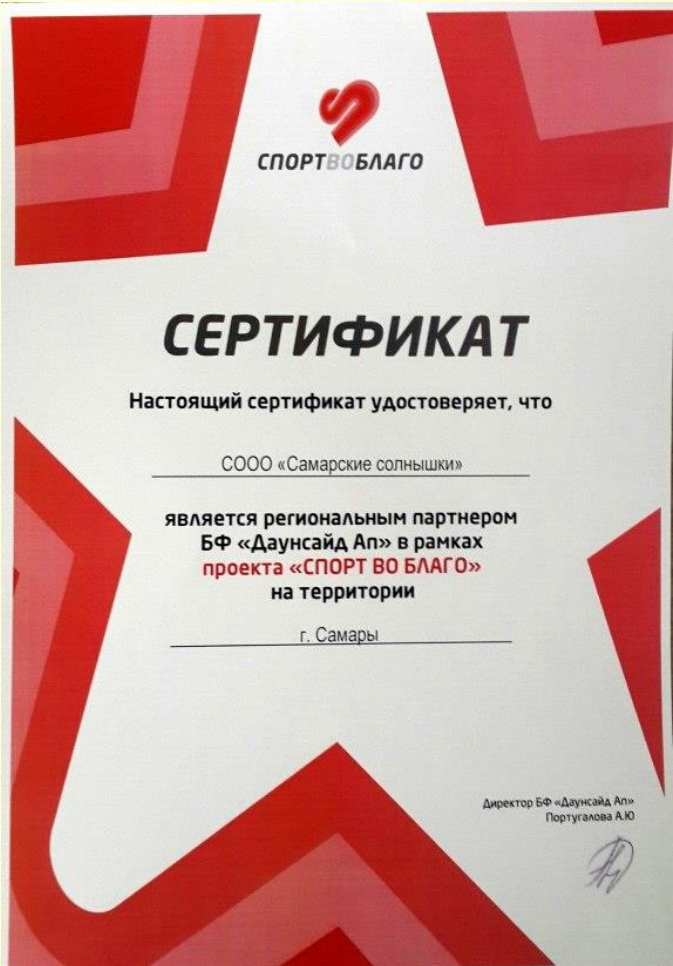 СПОРТВОБЛАГО
СЕРТИФИКАТ
Настоящий сертификат удостоверяет, что
СООО «Самарские солнышки»
является региональным партнером
БФ «Даунсайд Ап» в рамках
проекта «СПОРТ ВО БЛАГО»
на территории
г. Самары
Директор БФ «Даунсайд Ап»
Португалова А.Ю